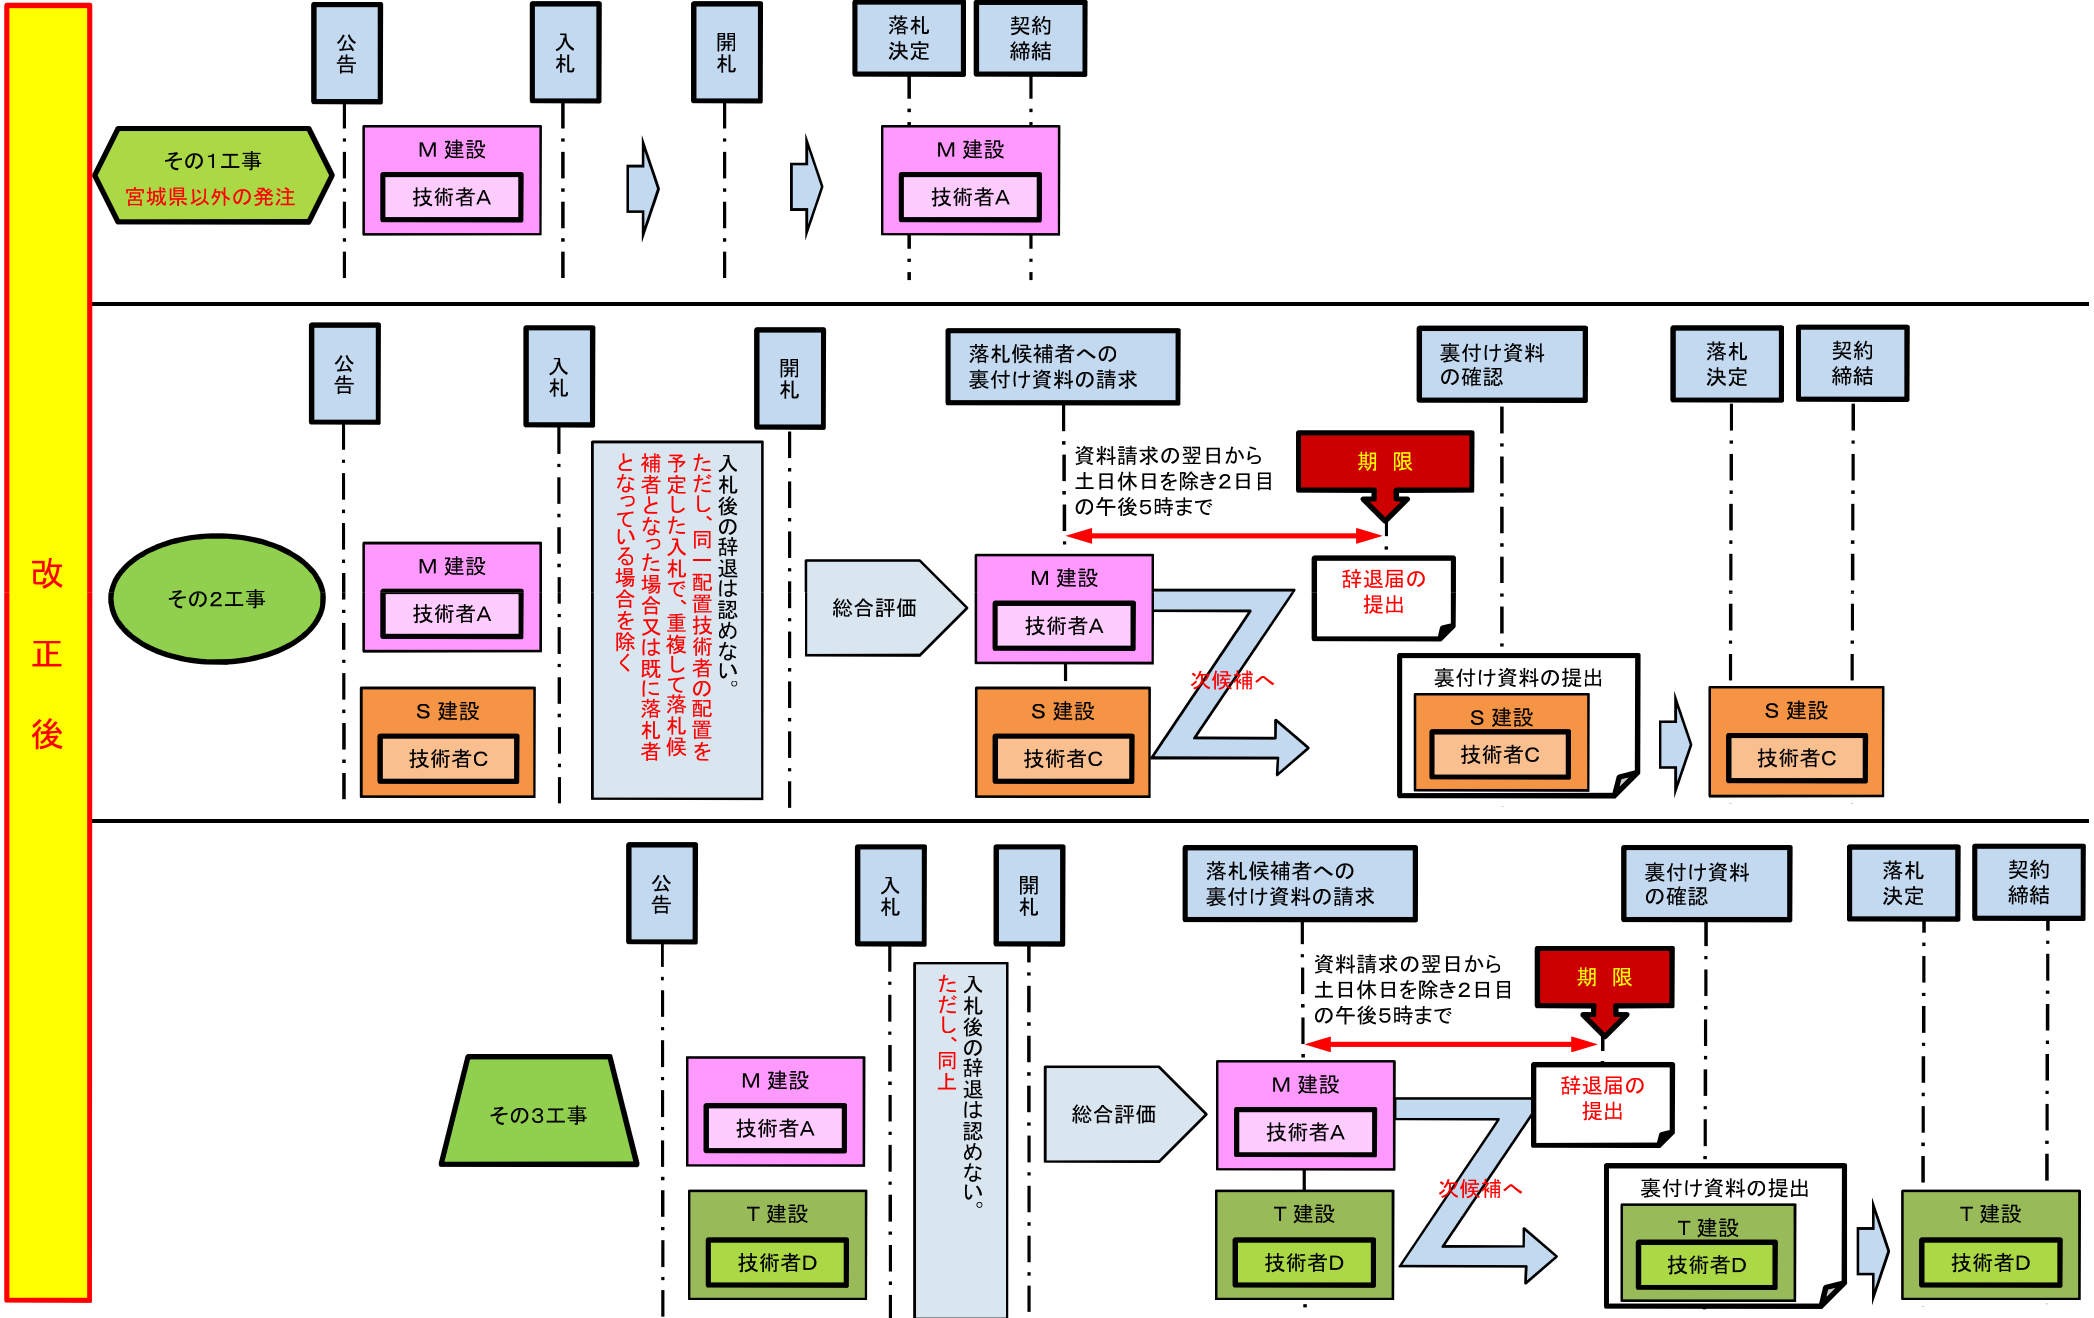 改正後
公告
入札
開札
落札
決定
契約
締結
その１工事
宮城県以外の発注
Ｍ 建設
技術者Ａ
Ｍ 建設
技術者Ａ
公告
入札
開札
落札候補者への
裏付け資料の請求
裏付け資料
の確認
落札
決定
契約
締結
その２工事
Ｍ 建設
技術者Ａ
Ｓ 建設
技術者Ｃ
入札後の辞退は認めない。
ただし、同一配置技術者の配置を
予定した入札で、重複して落札候
補者となった場合又は既に落札者
となっている場合を除く
総合評価
資料請求の翌日から
土日休日を除き２日目
の午後５時まで
期 限
Ｍ 建設
技術者Ａ
Ｓ 建設
技術者Ｃ
次候補へ
辞退届の
提出
裏付け資料の提出
Ｓ 建設
技術者Ｃ
Ｓ 建設
技術者Ｃ
公告
入札
開札
落札候補者への
裏付け資料の請求
裏付け資料
の確認
落札
決定
契約
締結
その３工事
Ｍ 建設
技術者Ａ
Ｔ 建設
技術者Ｄ
入札後の辞退は認めない。
ただし、同上
総合評価
資料請求の翌日から
土日休日を除き２日目
の午後５時まで
期 限
Ｍ 建設
技術者Ａ
Ｔ 建設
技術者Ｄ
次候補へ
辞退届の
提出
裏付け資料の提出
Ｔ 建設
技術者Ｄ
Ｔ 建設
技術者Ｄ